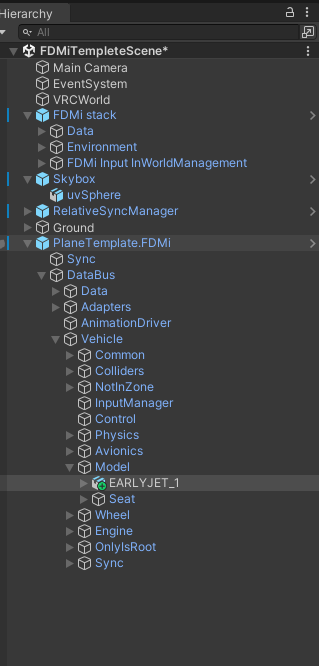 Hierarchy
All
FDMiTempleteScene*
Main Camera
EventSystem
VRCWorld
FDMi stack
Data
Environment
FDMi Input InWorldManagement
Skybox
uvSphere
RelativeSyncManager
Ground
PlaneTemplate.FDMi
Sync
DataBus
Data
Adapters
AnimationDriver
Vehicle
Common
Colliders
NotInZone
InputManager
Control
Physics
Avionics
Model
EARLYJET_1
Seat
Wheel
Engine
OnlyIsRoot
Sync